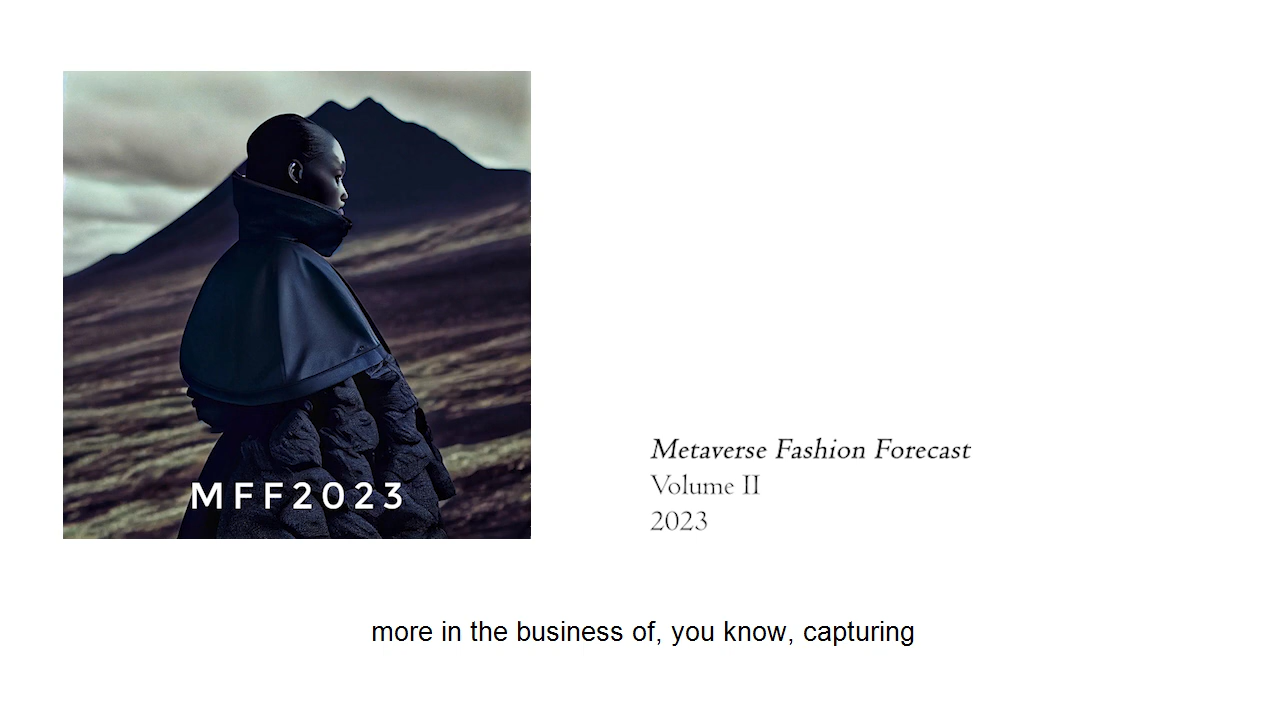 MFF2023
Metaverse Fashion Forecast
Volume II
2023
more in the business of, you know, capturing